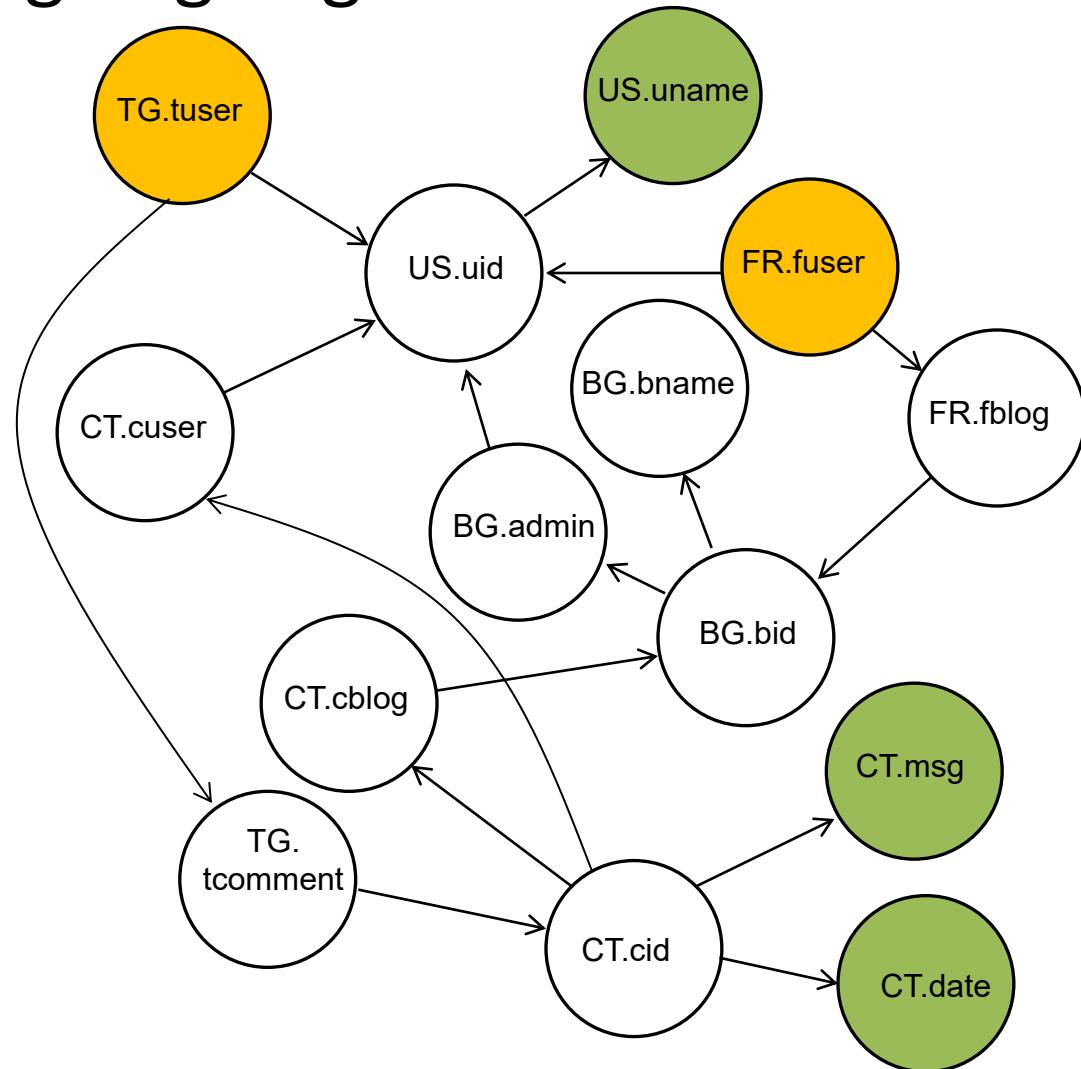 TG.tuser
US.uname
US.uid
FR.fuser
BG.bname
FR.fblog
CT.cuser
BG.admin
BG.bid
CT.cblog
CT.msg
TG.
tcomment
CT.cid
CT.date